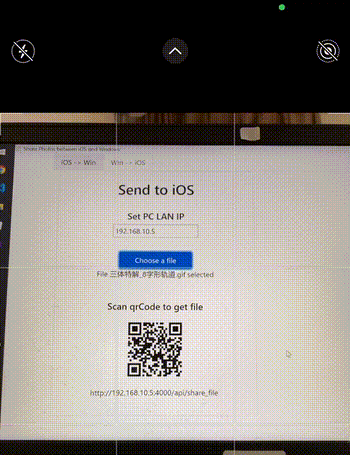 Share Photos between iOS and Windows
iOS -> Win
Win -> iOS
Send to iOS
Set PC LAN IP
192.168.10.5
Choose a file
File 三体特解_8字形轨道.gif selected
Scan qrCode to get file
http://192.168.10.5:4000/api/share_file